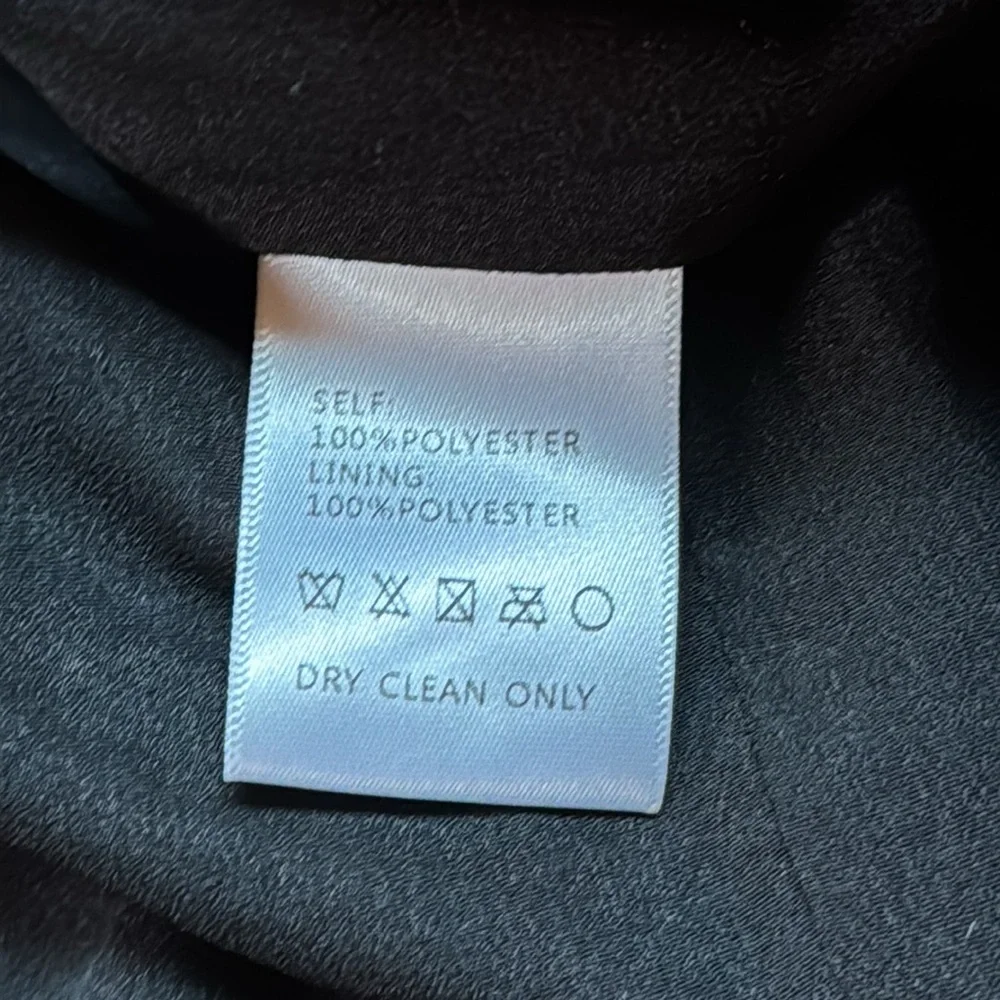 SELF:
100%POLYESTER
LINING
100%POLYESTER
DRY CLEAN ONLY